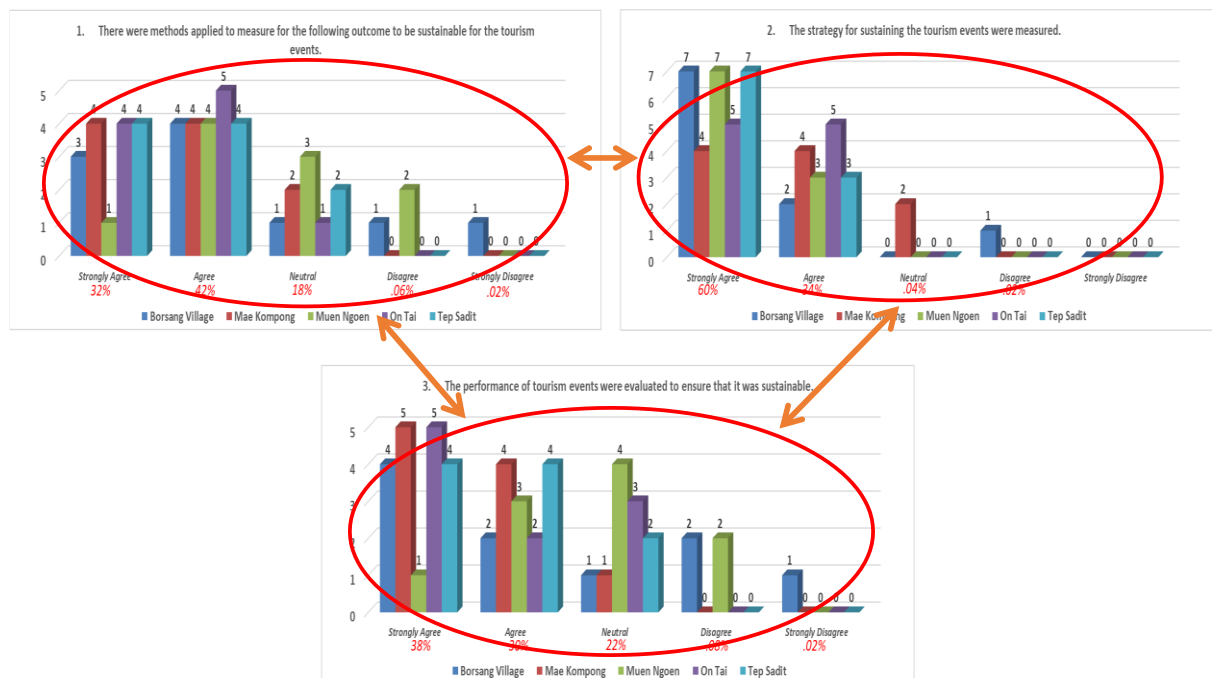 1. There were methods applied to measure for the following outcome to be sustainable for the tourism
events.
5
4
3
2
1
0
3 4 1 4 4
4 4 4 5 4
1 2 3 1 2
1 0 2 0 0
1 0 0 0 0
Strongly Agree Agree Neutral Disagree Strongly Disagree
32% 42% 18% .06% .02%
Borsang Village Mae Kompong Muen Ngoen On Tai Tep Sadit
2. The strategy for sustaining the tourism events were measured.
7
6
5
4
3
2
1
0
7 4 7 5 7
2 4 3 5 3
0 2 0 0 0
1 0 0 0 0
0 0 0 0 0
Strongly Agree Agree Neutral Disagree Strongly Disagree
60% 34% .04% .02%
Borsang Village Mae Kompong Muen Ngoen On Tai Tep Sadit
3. The performance of tourism events were evaluated to ensure that it was sustainable.
5
4
3
2
1
0
4 5 1 5 4
2 4 3 2 4
1 1 4 3 2
2 0 2 0 0
1 0 0 0 0
Strongly Agree Agree Neutral Disagree Strongly Disagree
38% 30% 22% .08% .02%
Borsang Village Mae Kompong Muen Ngoen On Tai Tep Sadit